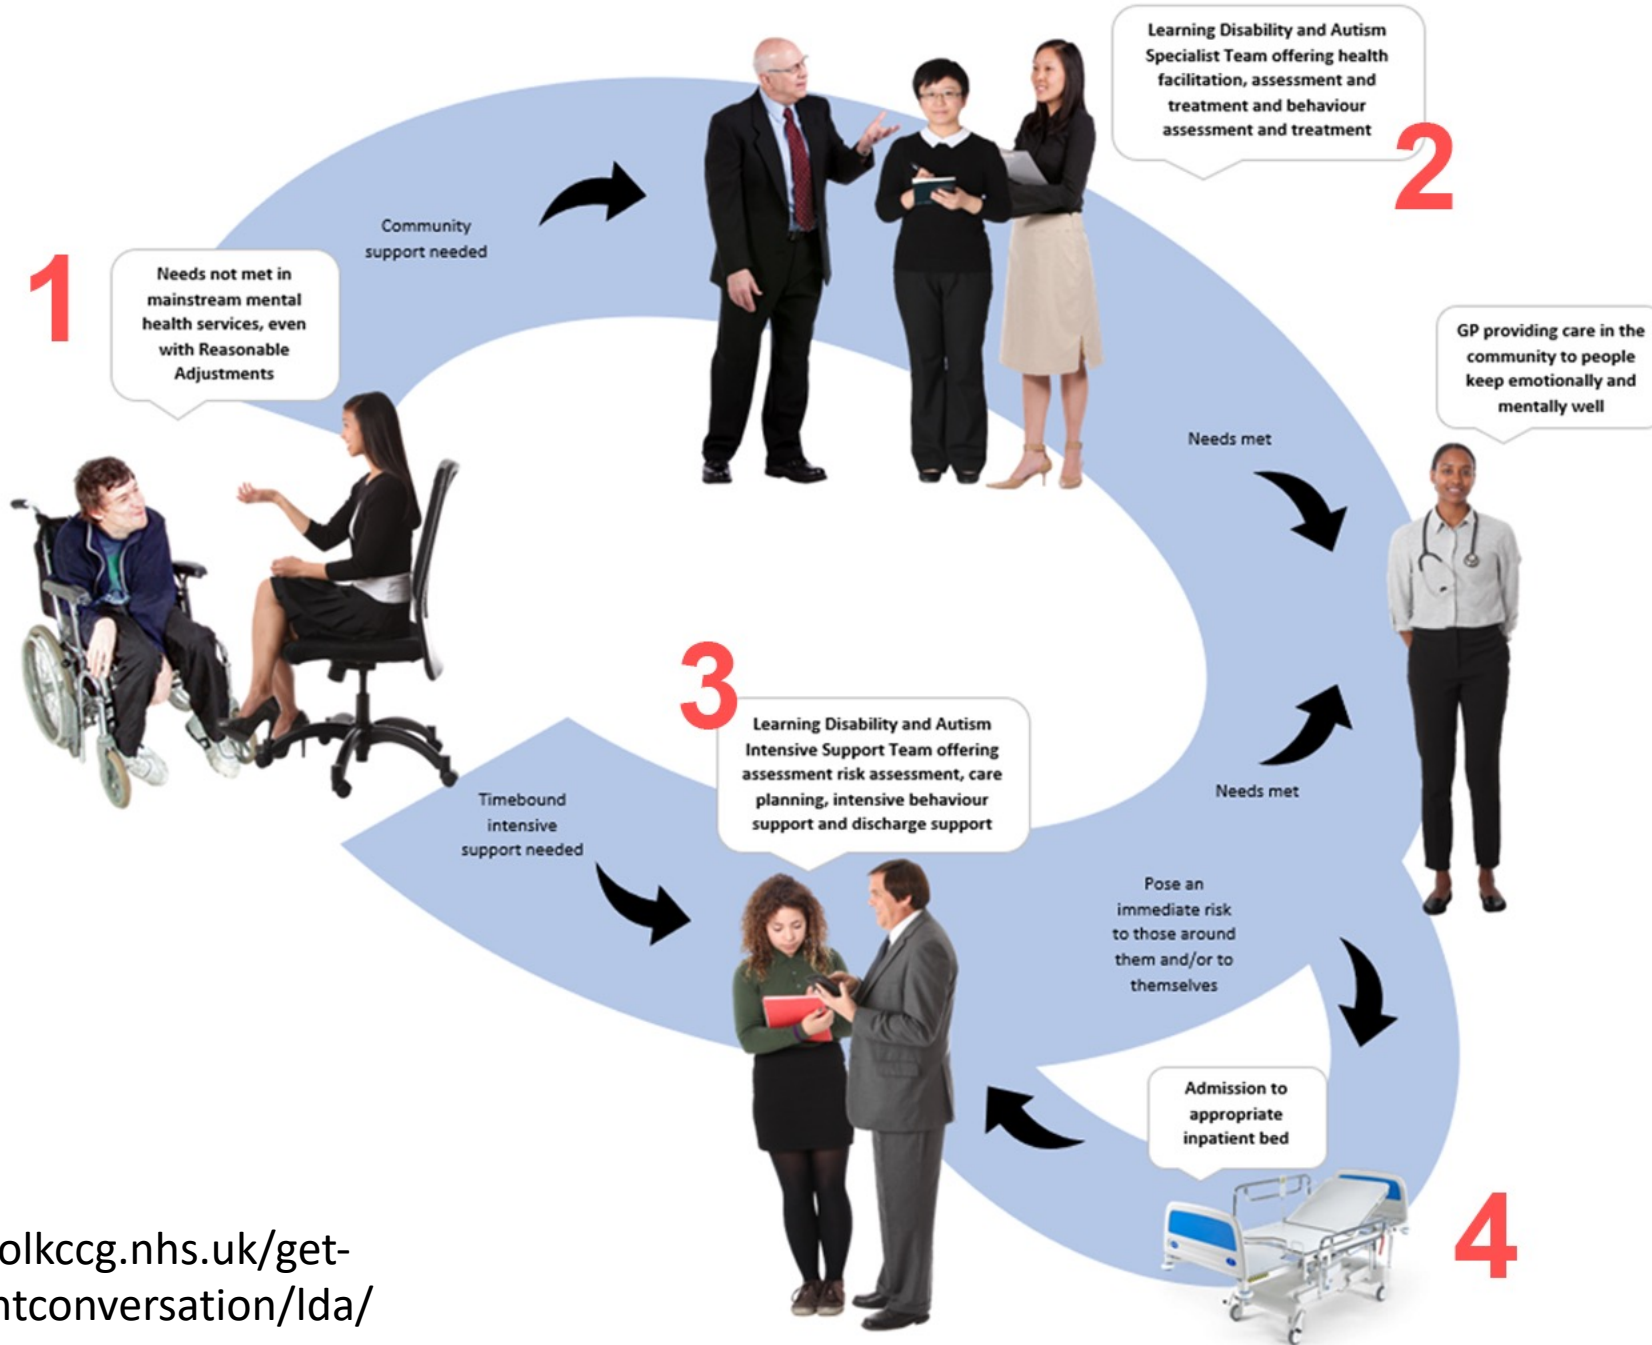 1
Needs not met in
mainstream mental
health services, even
with Reasonable
Adjustments
Community
support needed
Learning Disability and Autism
Specialist Team offering health
facilitation, assessment and
treatment and behaviour
assessment and treatment
2
Needs met
GP providing care in the
community to people
keep emotionally and
mentally well
3
Learning Disability and Autism
Intensive Support Team offering
assessment risk assessment, care
planning, intensive behaviour
support and discharge support
Timebound
intensive
support needed
Needs met
Pose an
immediate risk
to those around
them and/or to
themselves
Admission to
appropriate
inpatient bed
4
olkccg.nhs.uk/get-
ntconversation/lda/